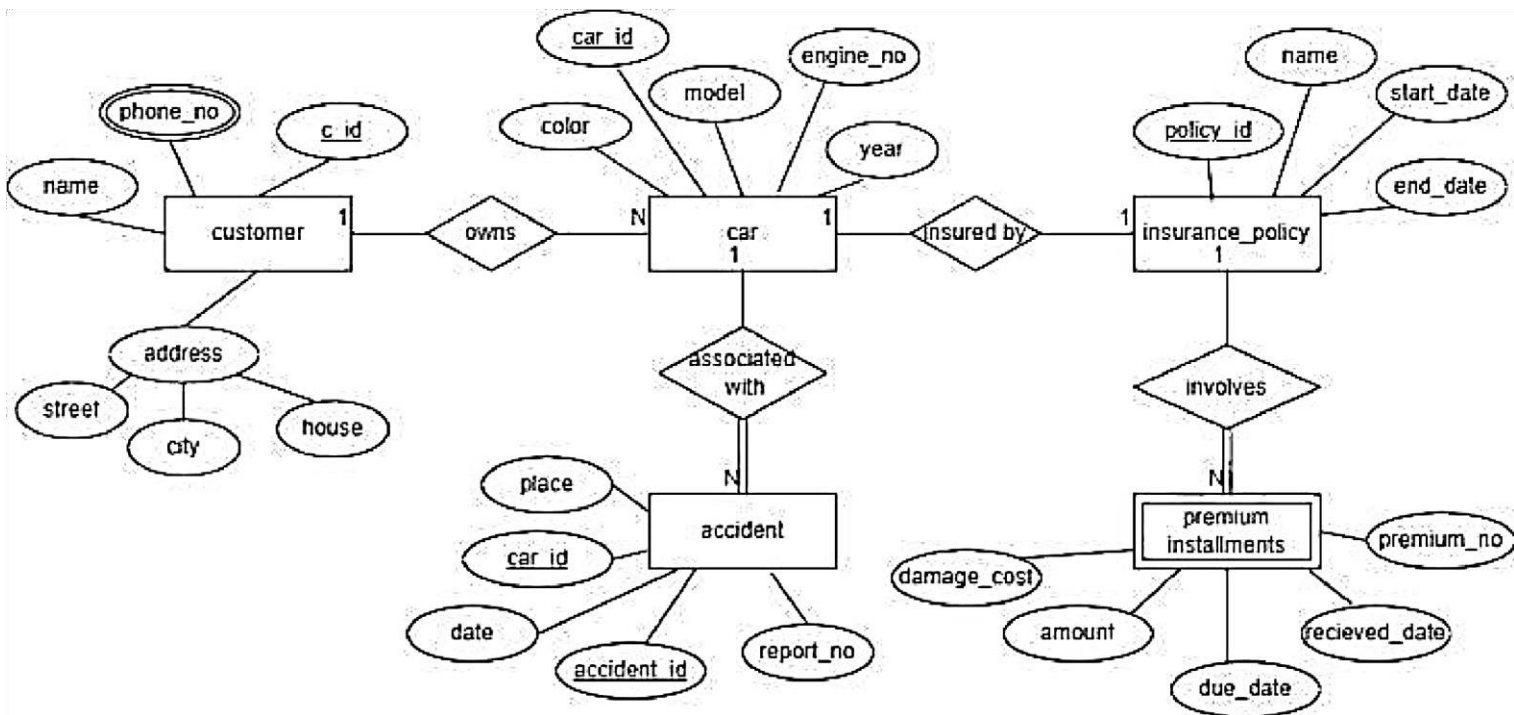 car_id
engine_no
name
phone_no
model
start_date
c_id
color
policy_id
year
name
end_date
customer
1
owns
N
car
1
1
insured by
1
insurance_policy
1
address
associated
with
involves
street
city
house
place
N
N
accident
premium
installments
car_id
premium_no
damage_cost
date
amount
recieved_date
report_no
accident_id
due_date